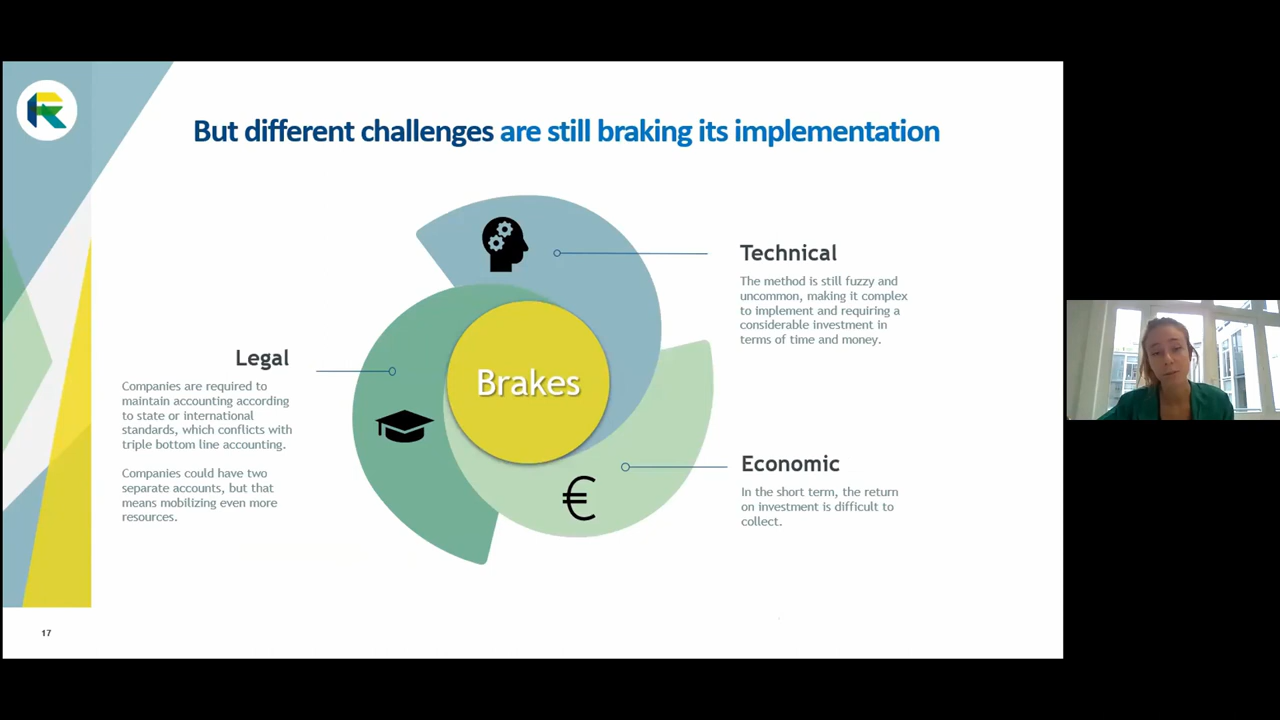 But different challenges are still braking its implementation
Technical
The method is still fuzzy and
uncommon, making it complex
to implement and requiring a
considerable investment in
terms of time and money.
Legal
Companies are required to
maintain accounting according
to state or international
standards, which conflicts with
triple bottom line accounting.
Companies could have two
separate accounts, but that
means mobilizing even more
resources.
Brakes
Economic
In the short term, the return
on investment is difficult to
collect.
€
17